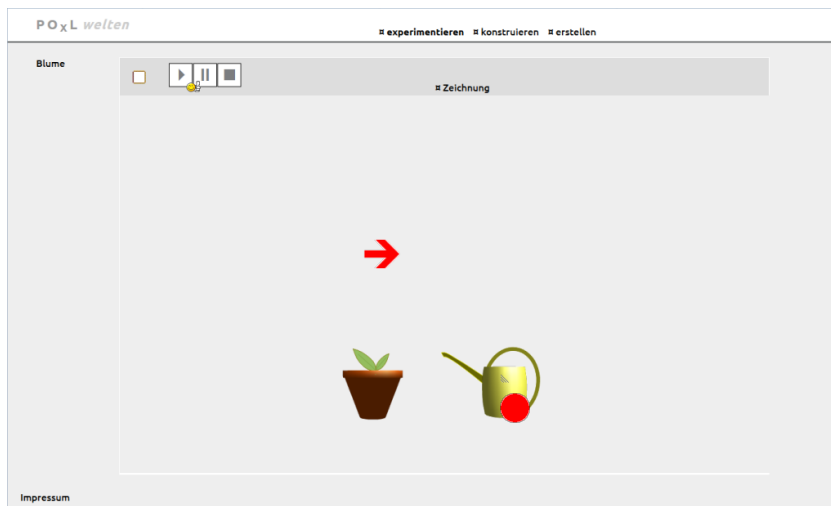 POXL welten
¤ experimentieren ¤ konstruieren ¤ erstellen
Blume
¤ Zeichnung
Impressum